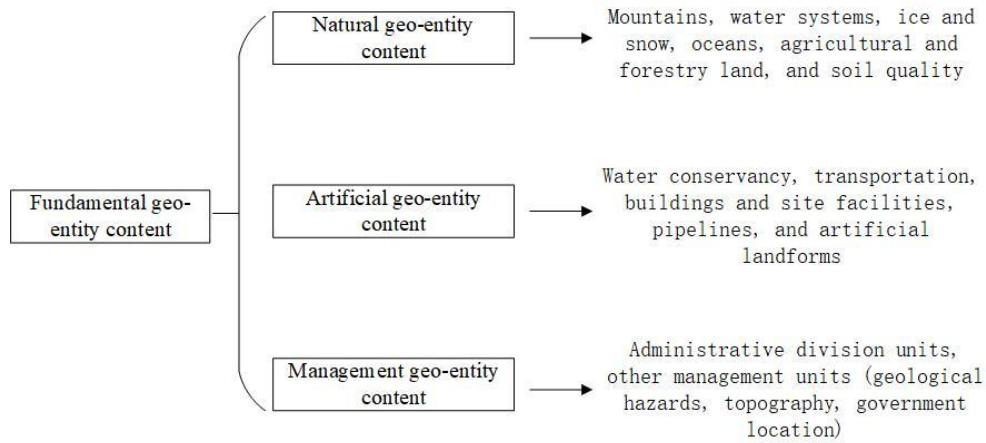 Natural geo-entity
content
Mountains, water systems, ice and
snow, oceans, agricultural and
forestry land, and soil quality
Fundamental geo-
entity content
Artificial geo-entity
content
Water conservancy, transportation,
buildings and site facilities,
pipelines, and artificial
landforms
Management geo-entity
content
Administrative division units,
other management units (geological
hazards, topography, government
location)